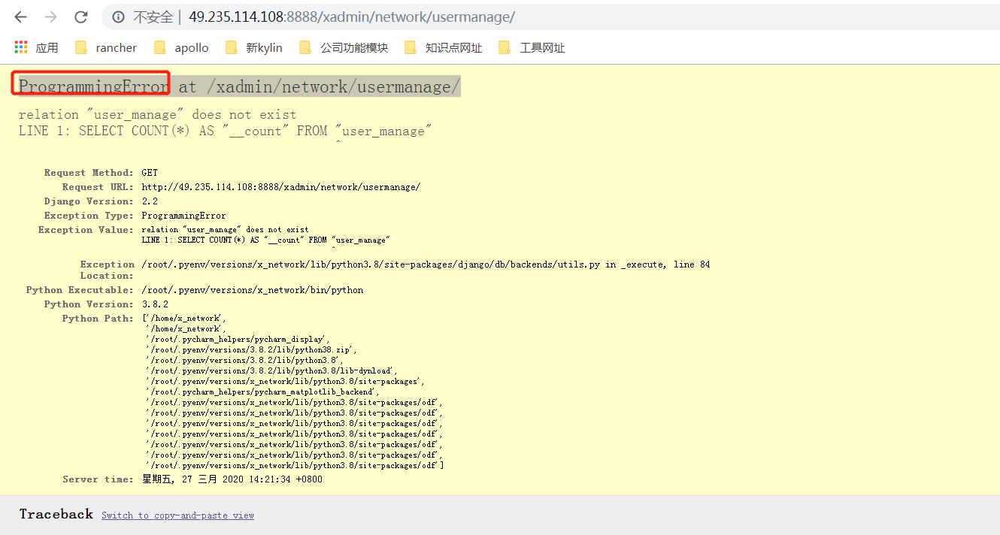 不安全 | 49.235.114.108:8888/xadmin/network/usermanage/
应用 rancher apollo 新kylin 公司功能模块 知识点网址 工具网址
ProgrammingError at /xadmin/network/usermanage/
relation "user_manage" does not exist
LINE 1: SELECT COUNT(*) AS "__count" FROM "user_manage"
^
Request Method: GET
Request URL: http://49.235.114.108:8888/xadmin/network/usermanage/
Django Version: 2.2
Exception Type: ProgrammingError
Exception Value: relation "user_manage" does not exist
LINE 1: SELECT COUNT(*) AS "__count" FROM "user_manage"
^
Exception Location: /root/.pyenv/versions/x_network/lib/python3.8/site-packages/django/db/backends/utils.py in _execute, line 84
Python Executable: /root/.pyenv/versions/x_network/bin/python
Python Version: 3.8.2
Python Path: ['/home/x_network',
'/home/x_network',
'/root/.pycharm_helpers/pycharm_display',
'/root/.pyenv/versions/3.8.2/lib/python38.zip',
'/root/.pyenv/versions/3.8.2/lib/python3.8',
'/root/.pyenv/versions/3.8.2/lib/python3.8/lib-dynload',
'/root/.pyenv/versions/x_network/lib/python3.8/site-packages',
'/root/.pycharm_helpers/pycharm_matplotlib_backend',
'/root/.pyenv/versions/x_network/lib/python3.8/site-packages/odf',
'/root/.pyenv/versions/x_network/lib/python3.8/site-packages/odf',
'/root/.pyenv/versions/x_network/lib/python3.8/site-packages/odf',
'/root/.pyenv/versions/x_network/lib/python3.8/site-packages/odf',
'/root/.pyenv/versions/x_network/lib/python3.8/site-packages/odf',
'/root/.pyenv/versions/x_network/lib/python3.8/site-packages/odf',
'/root/.pyenv/versions/x_network/lib/python3.8/site-packages/odf']
Server time: 星期五, 27 三月 2020 14:21:34 +0800
Traceback Switch to copy-and-paste view